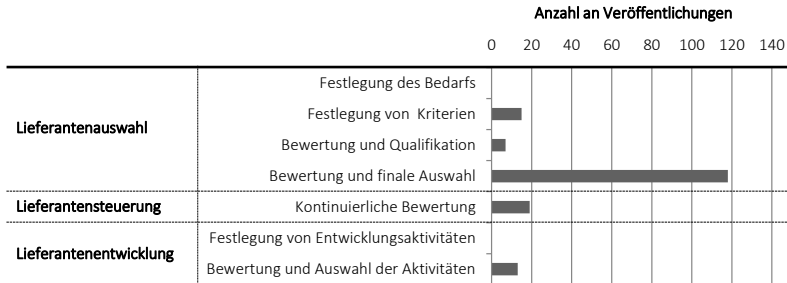 Anzahl an Veröffentlichungen
0 20 40 60 80 100 120 140
Festlegung des Bedarfs
Lieferantenauswahl
Festlegung von Kriterien
Bewertung und Qualifikation
Bewertung und finale Auswahl
Lieferantensteuerung
Kontinuierliche Bewertung
Lieferantenentwicklung
Festlegung von Entwicklungsaktivitäten
Bewertung und Auswahl der Aktivitäten